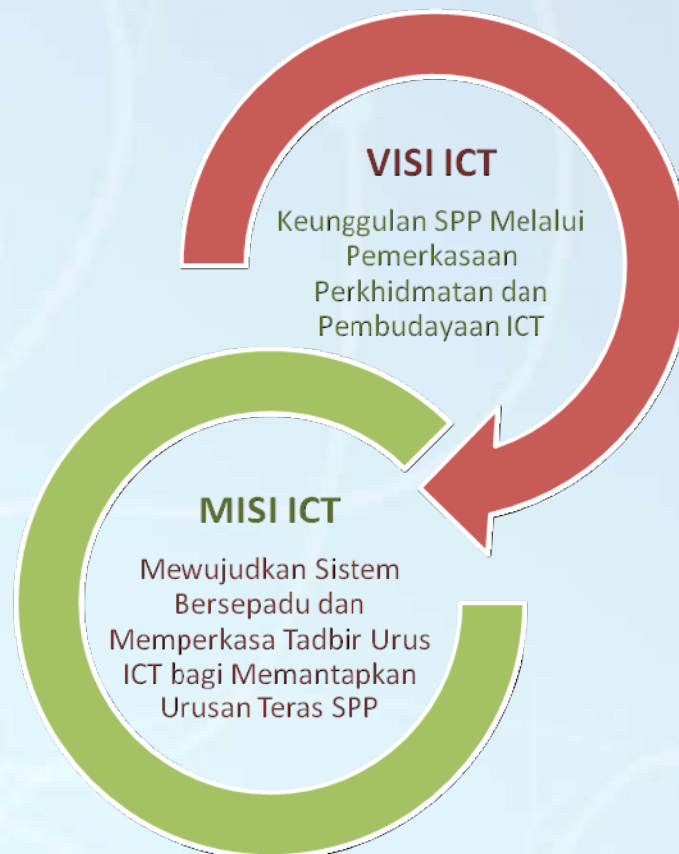 VISI ICT
Keunggulan SPP Melalui
Pemerkasaan
Perkhidmatan dan
Pembudayaan ICT
MISI ICT
Mewujudkan Sistem
Bersepadu dan
Memperkasa Tadbir Urus
ICT bagi Memantapkan
Urusan Teras SPP